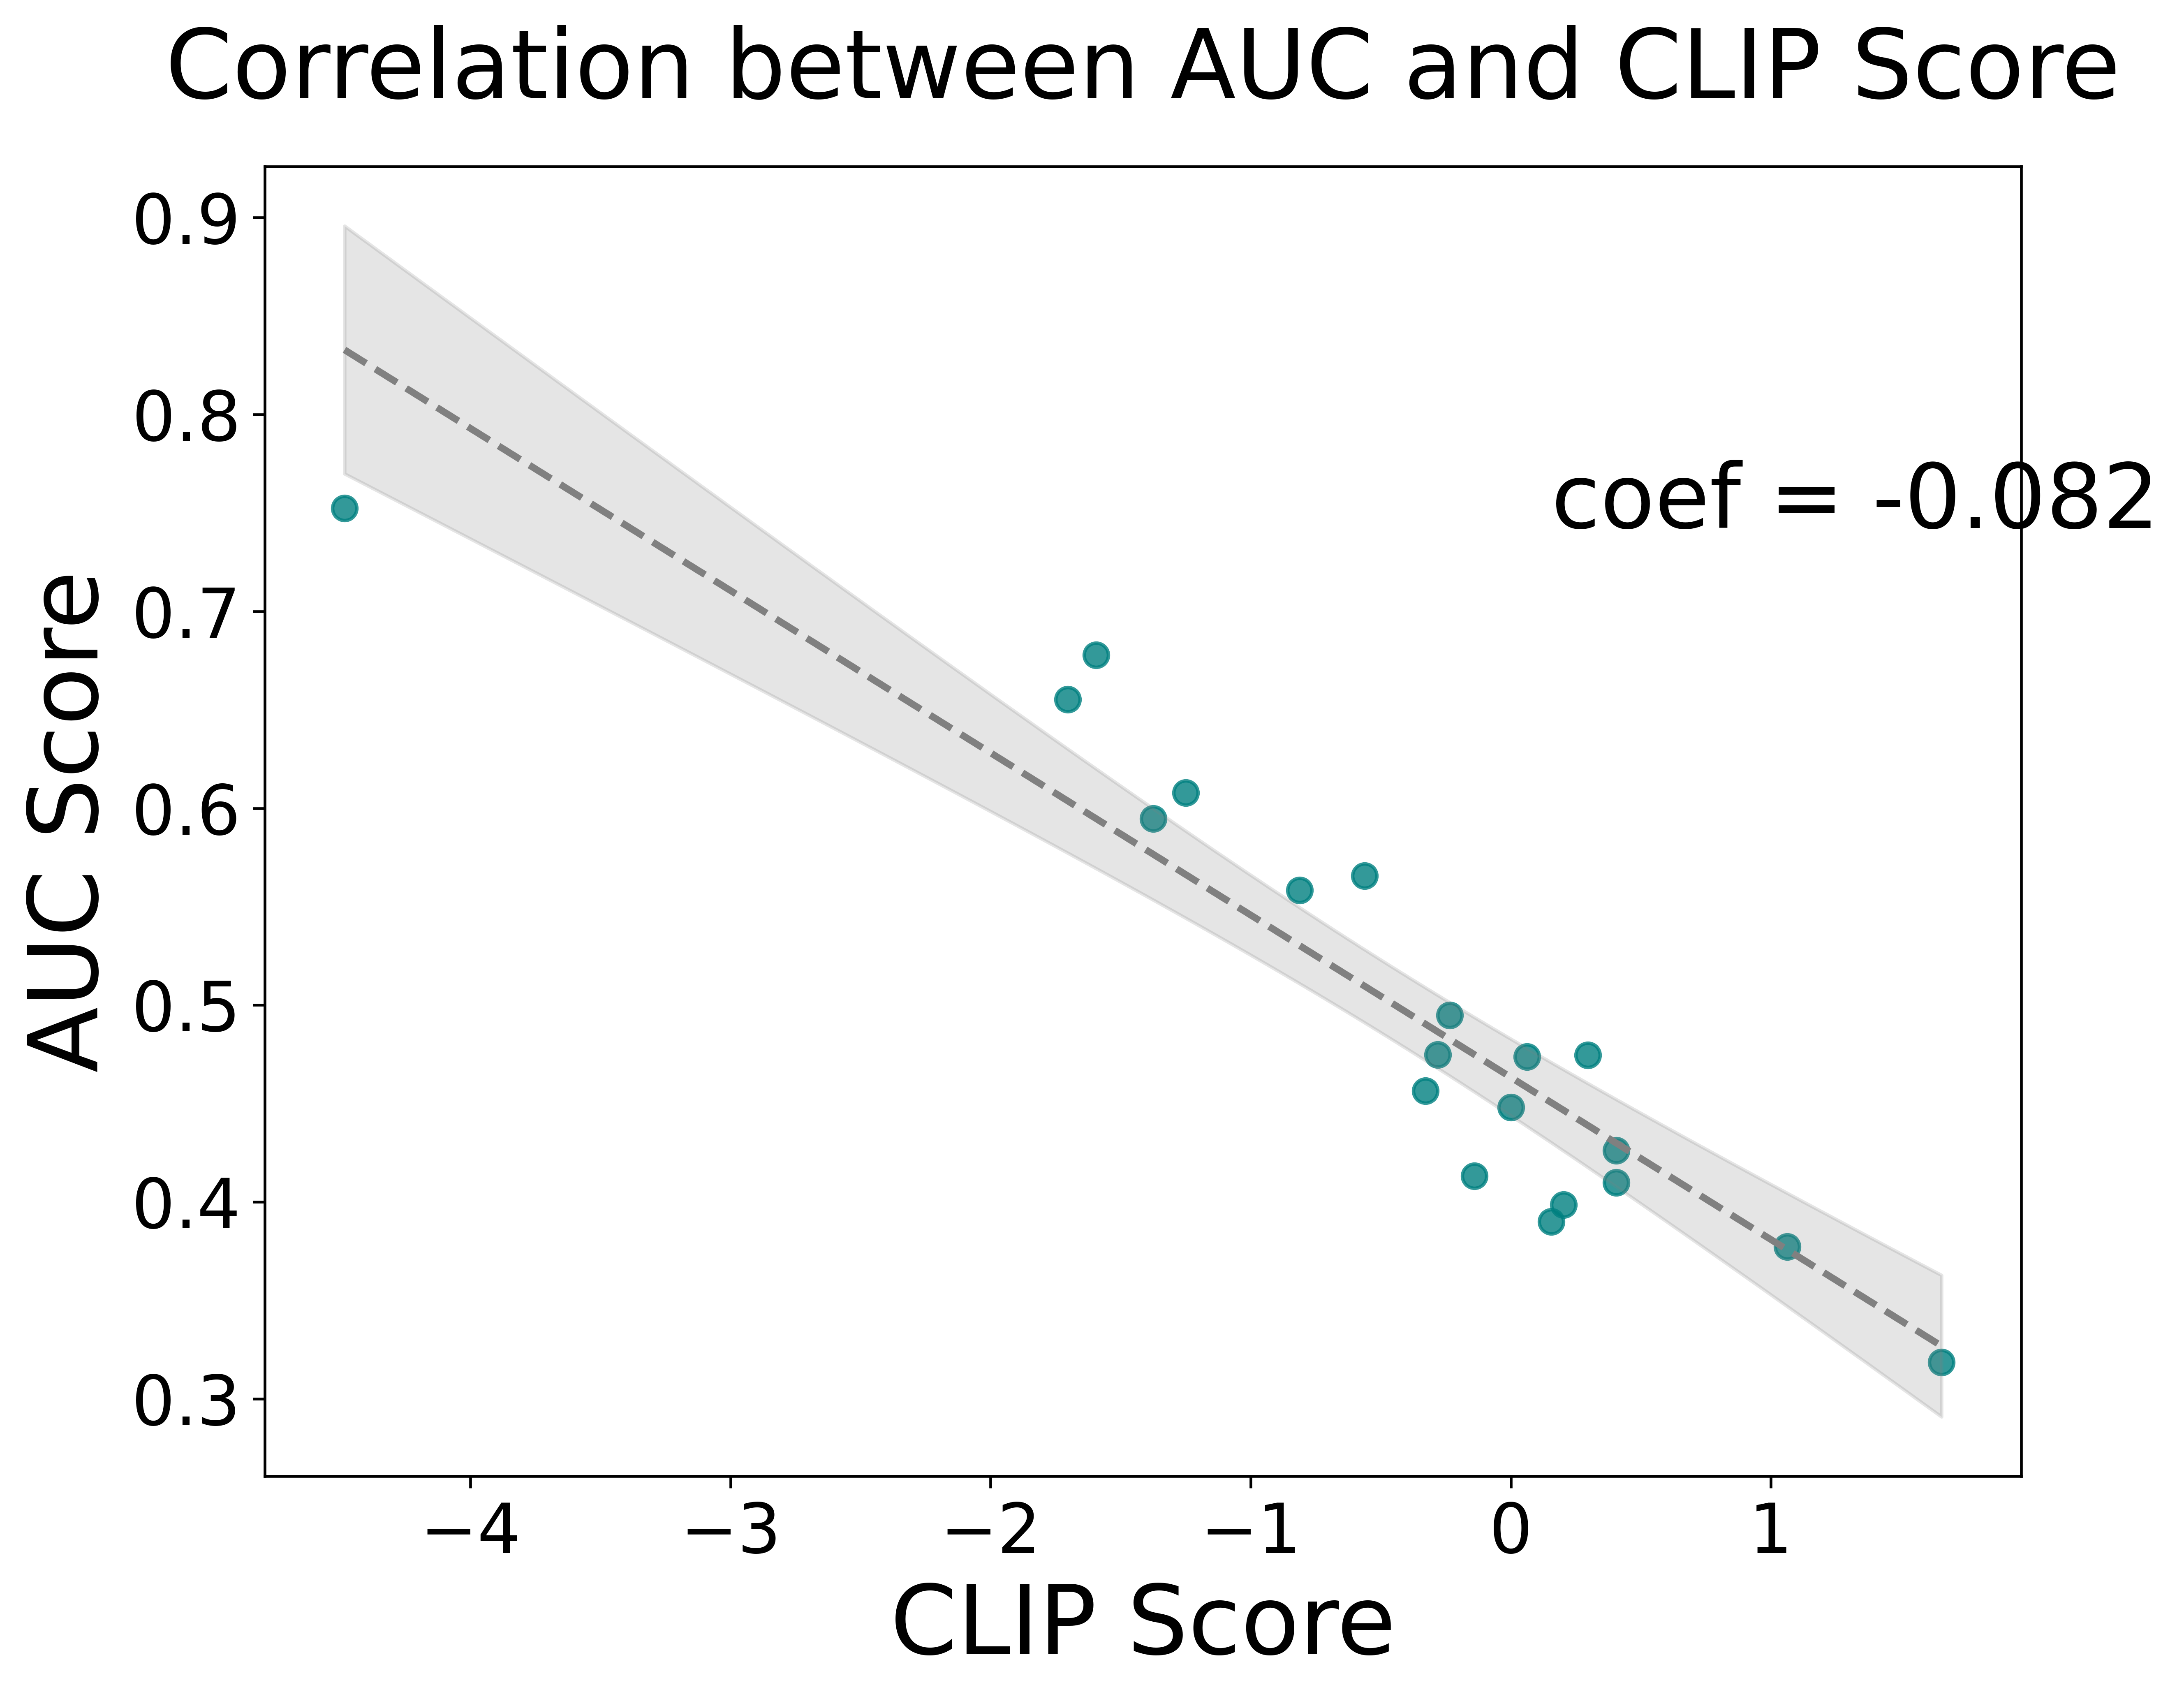 Correlation between AUC and CLIP Score
0.9
0.8
0.7
0.6
0.5
0.4
0.3
AUC Score
coef = -0.082
−4 −3 −2 −1 0 1
CLIP Score